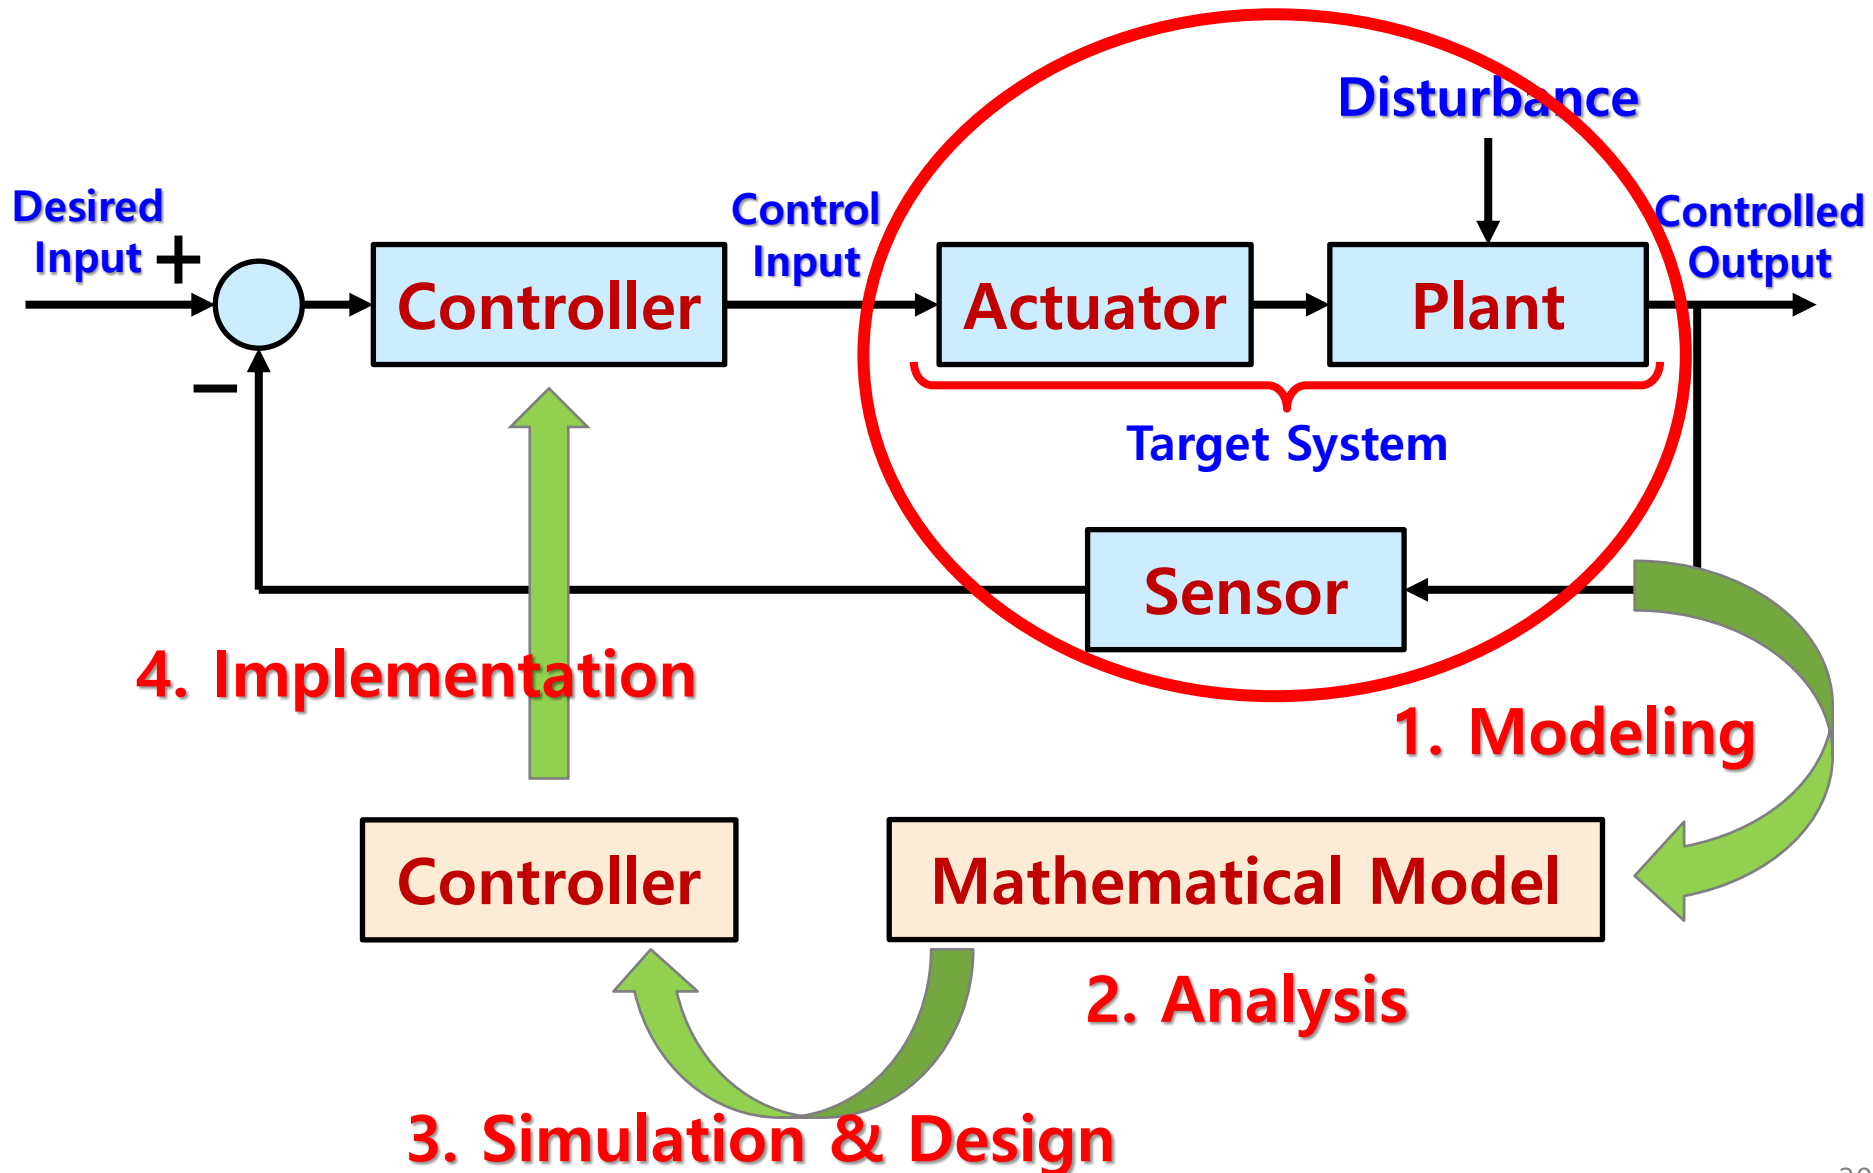 Disturbance
Desired
Input
+
Control
Input
Controlled
Output
Controller
Actuator
Plant
−
Target System
Sensor
4. Implementation
1. Modeling
Controller
Mathematical Model
2. Analysis
3. Simulation & Design